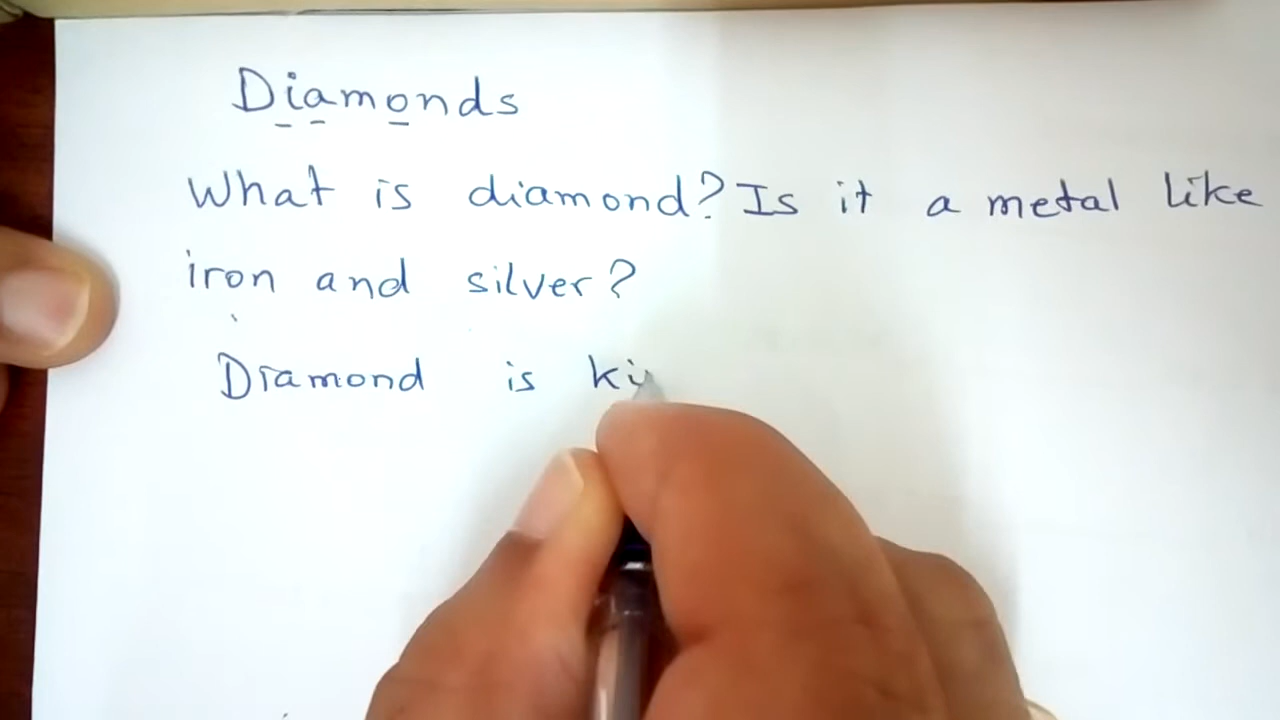 Diamonds
What is diamond? Is it a metal like
iron and silver?
Diamond is